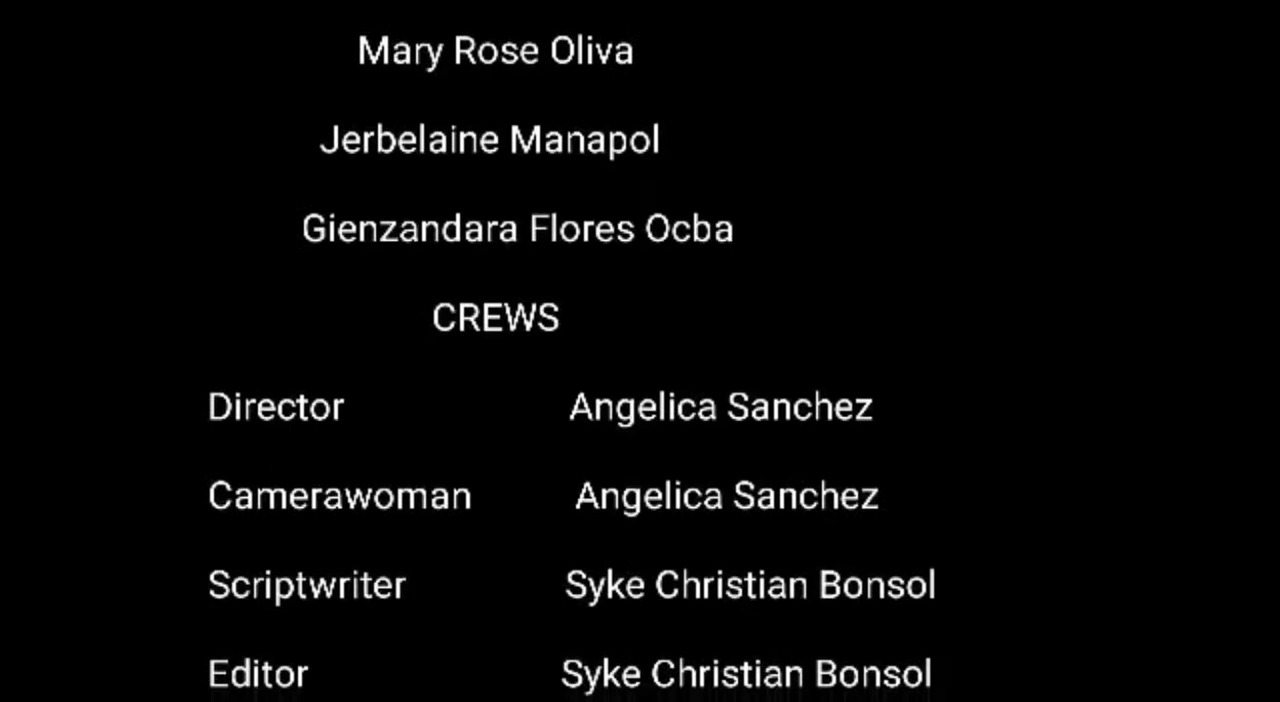 Mary Rose Oliva
Jerbelaine Manapol
Gienzandara Flores Ocba
CREWS
Director Angelica Sanchez
Camerawoman Angelica Sanchez
Scriptwriter Syke Christian Bonsol
Editor Syke Christian Bonsol